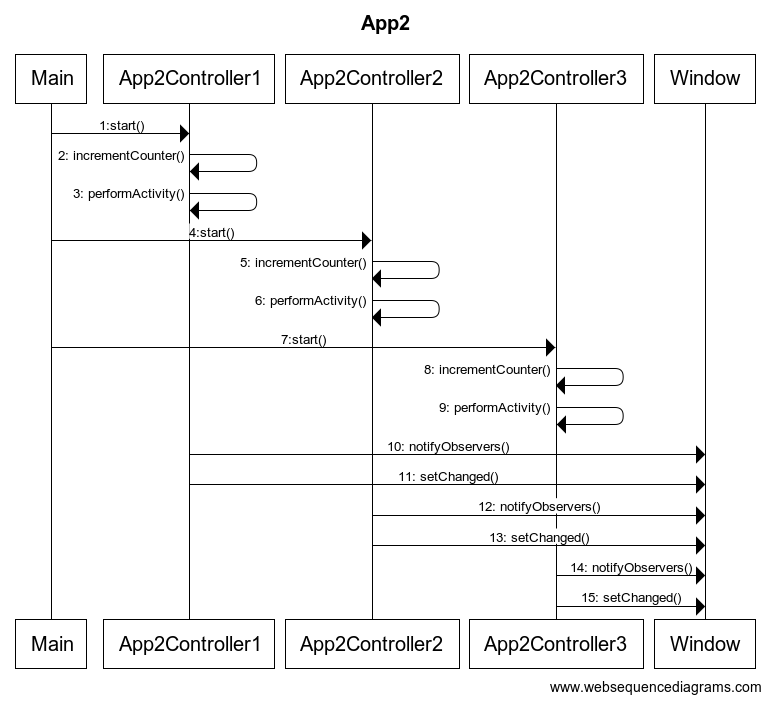 App2
Main App2Controller1 App2Controller2 App2Controller3 Window
1:start()
2: incrementCounter()
3: performActivity()
4:start()
5: incrementCounter()
6: performActivity()
7:start()
8: incrementCounter()
9: performActivity()
10: notifyObservers()
11: setChanged()
12: notifyObservers()
13: setChanged()
14: notifyObservers()
15: setChanged()
Main App2Controller1 App2Controller2 App2Controller3 Window
www.websequencediagrams.com